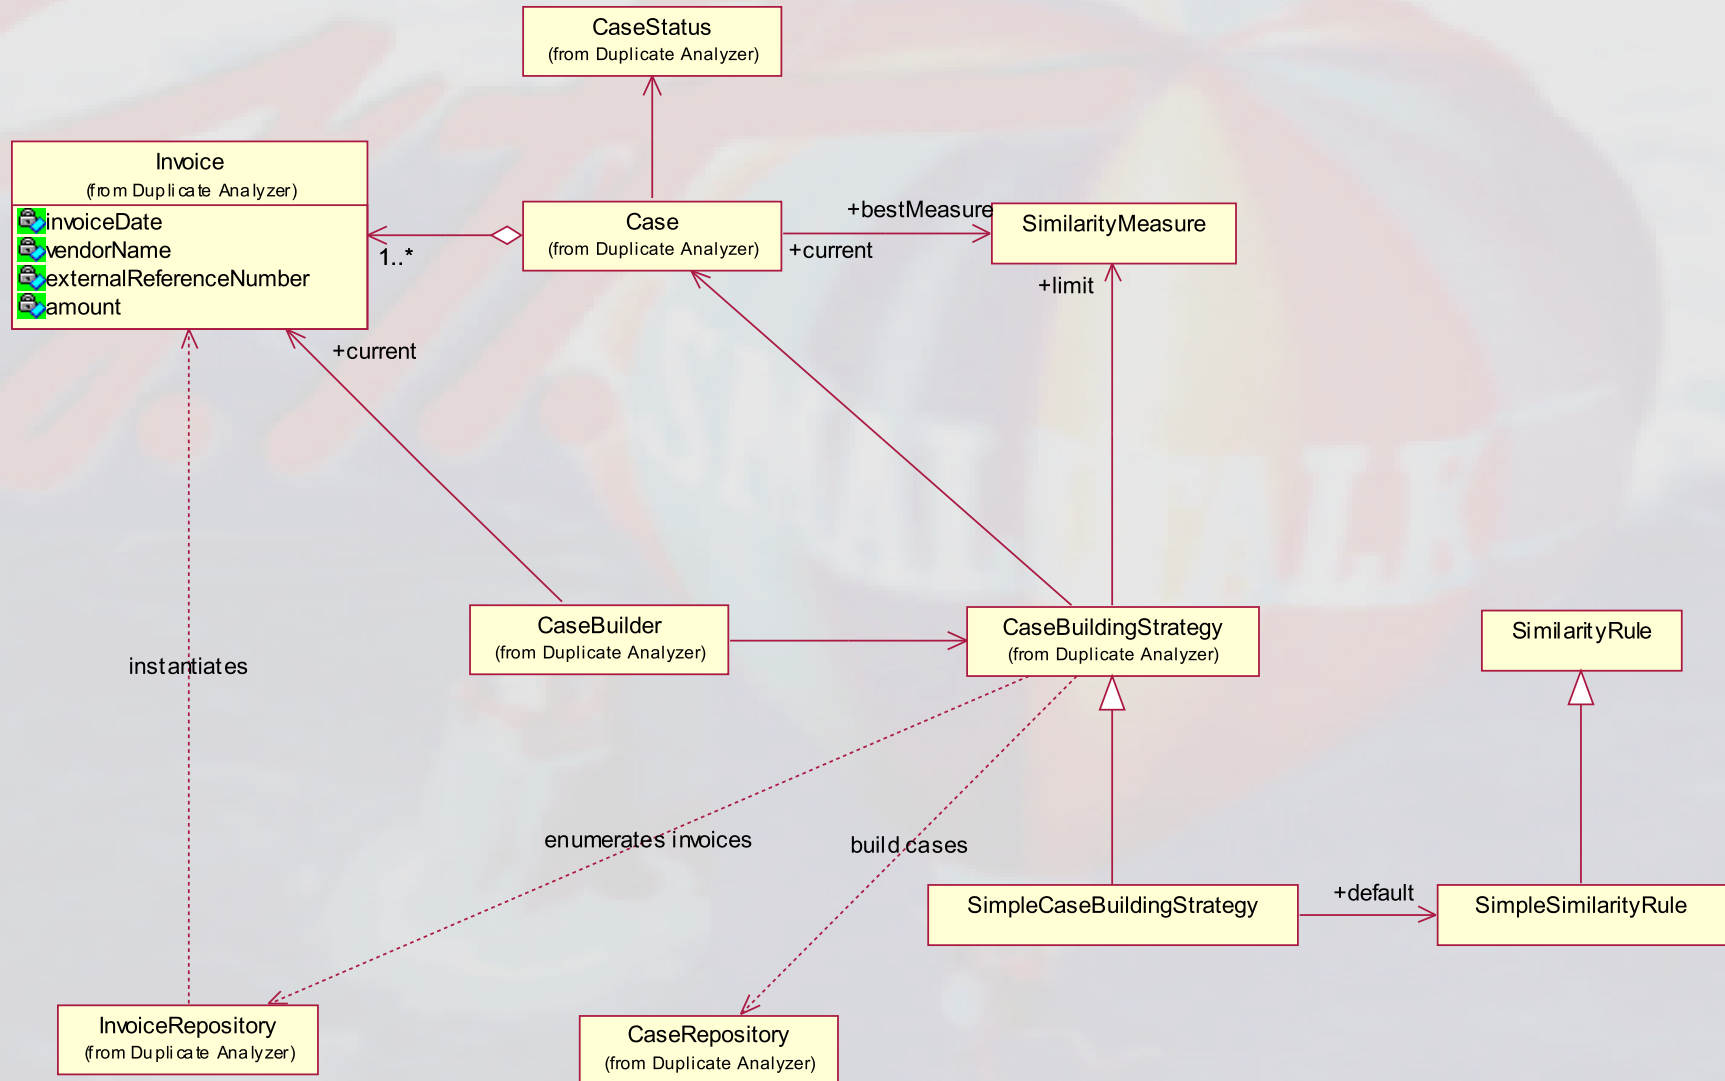 CaseStatus
(from Duplicate Analyzer)
Invoice
(from Duplicate Analyzer)
invoiceDate
vendorName
externalReferenceNumber
amount
1..*
Case
(from Duplicate Analyzer)
+bestMeasure
+current
SimilarityMeasure
+limit
+current
SMALLTALK
CaseBuilder
(from Duplicate Analyzer)
CaseBuildingStrategy
(from Duplicate Analyzer)
SimilarityRule
instantiates
enumerates invoices
build cases
SimpleCaseBuildingStrategy
+default
SimpleSimilarityRule
InvoiceRepository
(from Duplicate Analyzer)
CaseRepository
(from Duplicate Analyzer)